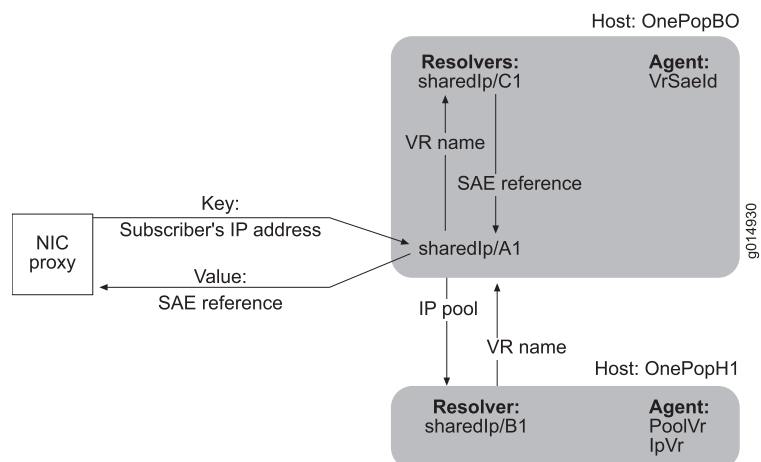 Host: OnePopBO
Resolvers:
sharedIp/C1
Agent:
VrSaeId
VR name
SAE reference
Key:
Subscriber's IP address
NIC
proxy
sharedIp/A1
Value:
SAE reference
g014930
IP pool
VR name
Host: OnePopH1
Resolver:
sharedIp/B1
Agent:
PoolVr
IpVr